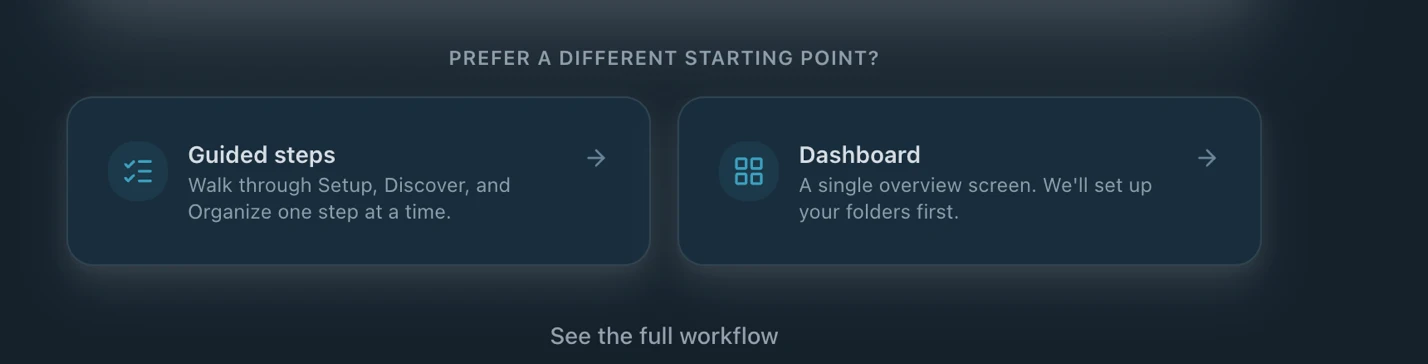 PREFER A DIFFERENT STARTING POINT?
Guided steps
Walk through Setup, Discover, and
Organize one step at a time.
Dashboard
A single overview screen. We'll set up
your folders first.
See the full workflow